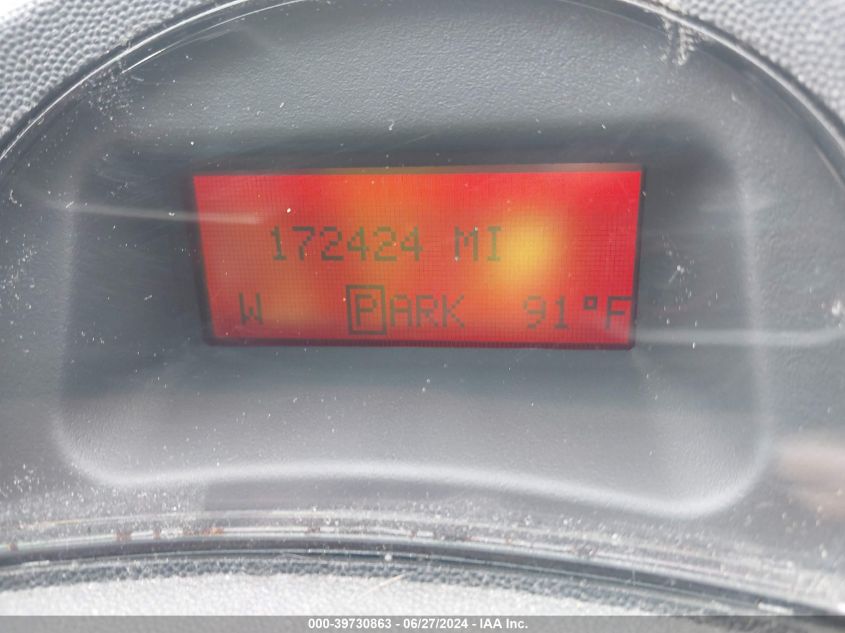 172424 MI
W PARK 91°F
000-39730863 | 06/27/2024 | IAA Inc.